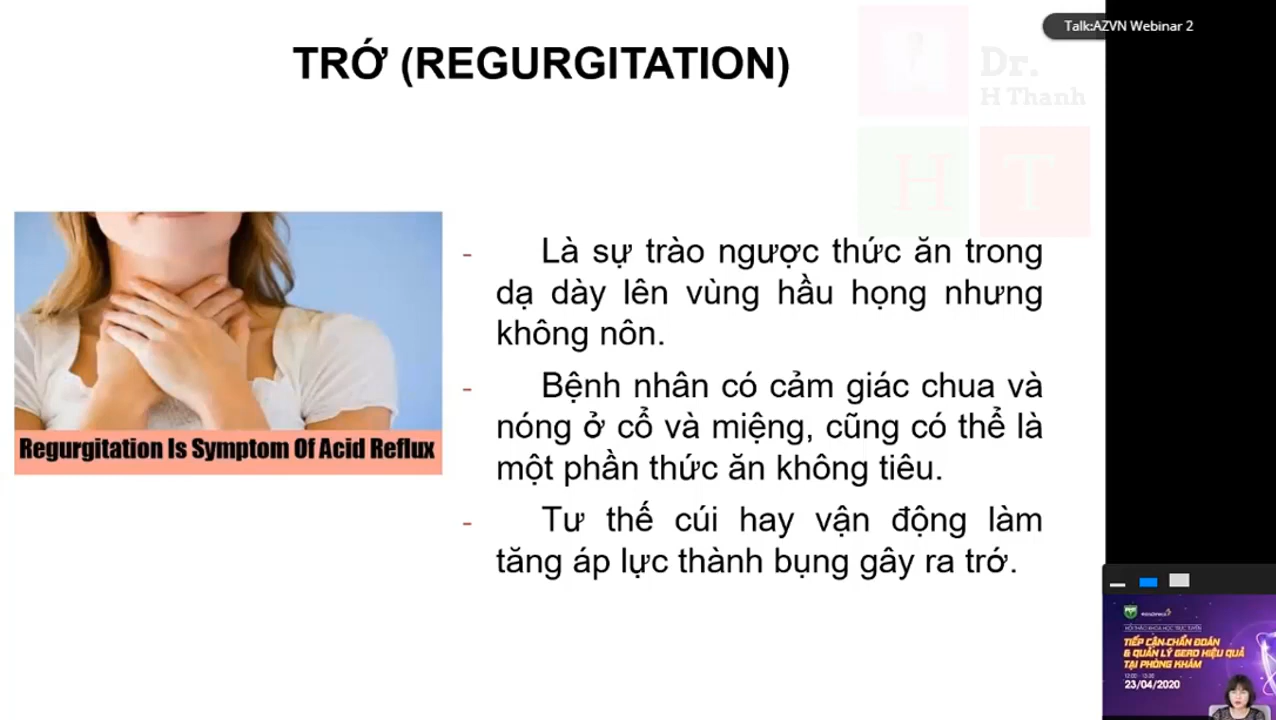 Talk:AZVN Webinar 2
TRỚ (REGURGITATION)
Dr.
H Thanh
H T
- Là sự trào ngược thức ăn trong
dạ dày lên vùng hầu họng nhưng
không nôn.
- Bệnh nhân có cảm giác chua và
nóng ở cổ và miệng, cũng có thể là
một phần thức ăn không tiêu.
- Tư thế cúi hay vận động làm
tăng áp lực thành bụng gây ra trớ.
Regurgitation Is Symptom Of Acid Reflux
HỘI THẢO KHOA HỌC TRỰC TUYẾN
TIẾP CẬN CHẨN ĐOÁN
& QUẢN LÝ GERD HIỆU QUẢ
TẠI PHÒNG KHÁM
12:00 - 13:30
23/04/2020